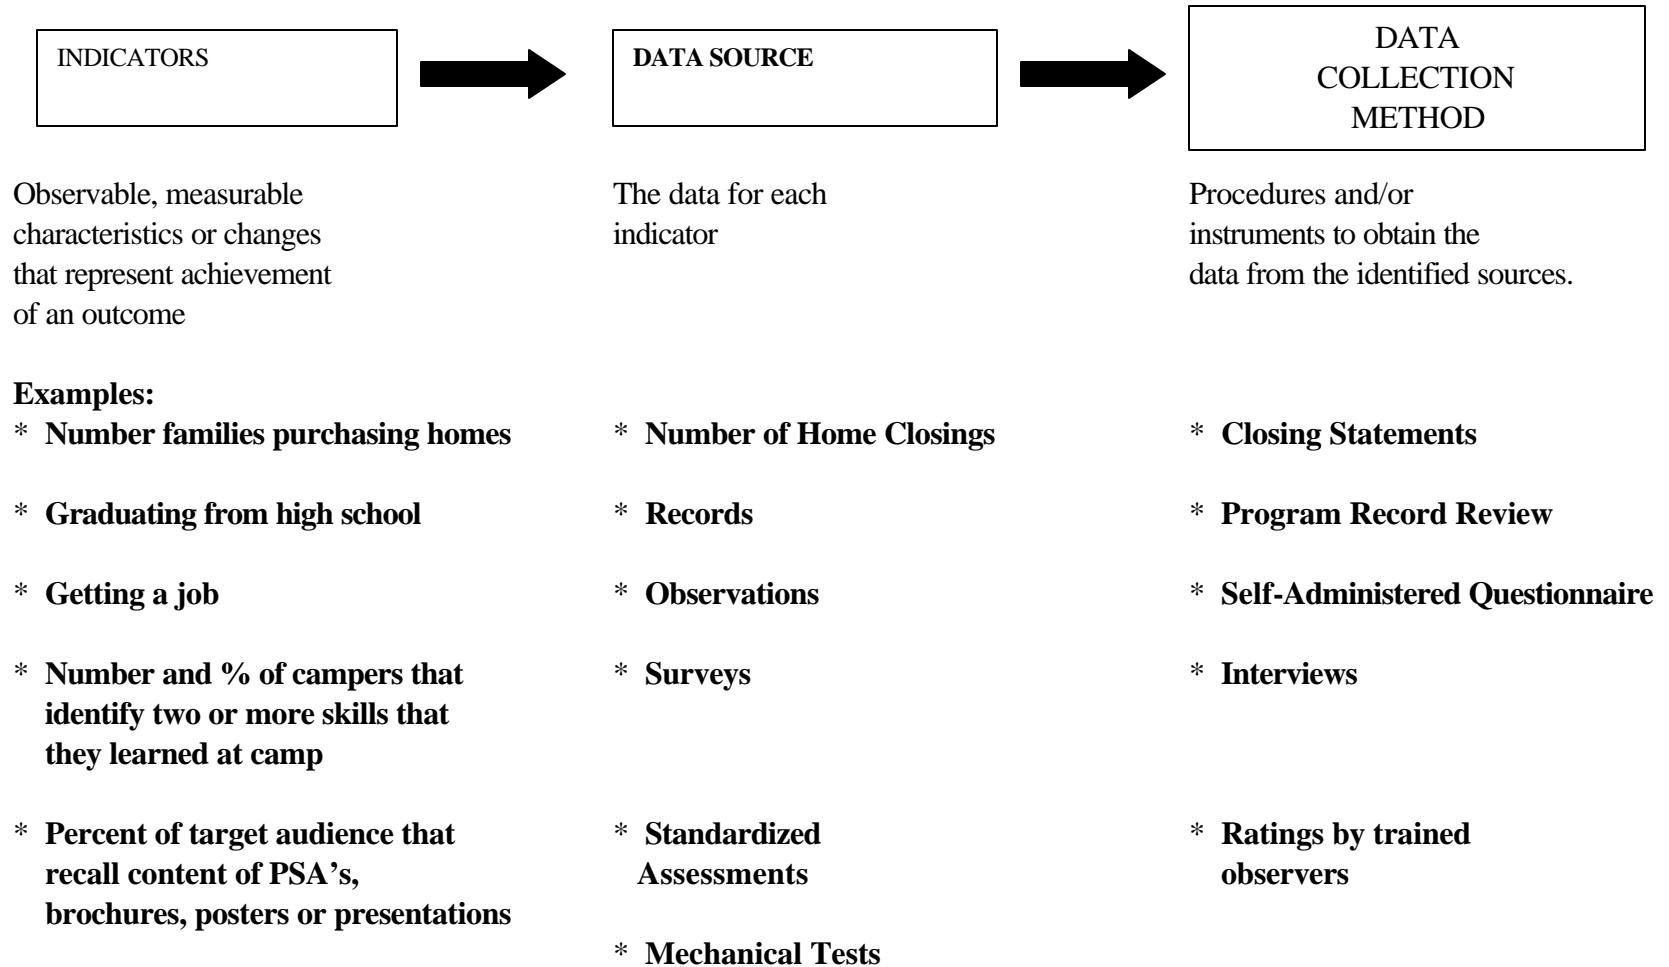 INDICATORS
DATA SOURCE
DATA
COLLECTION
METHOD
Observable, measurable
characteristics or changes
that represent achievement
of an outcome
The data for each
indicator
Procedures and/or
instruments to obtain the
data from the identified sources.
Examples:
* Number families purchasing homes
* Number of Home Closings
* Closing Statements
* Graduating from high school
* Records
* Program Record Review
* Getting a job
* Observations
* Self-Administered Questionnaire
* Number and % of campers that
identify two or more skills that
they learned at camp
* Surveys
* Interviews
* Percent of target audience that
recall content of PSA's,
brochures, posters or presentations
* Standardized
Assessments
* Ratings by trained
observers
* Mechanical Tests